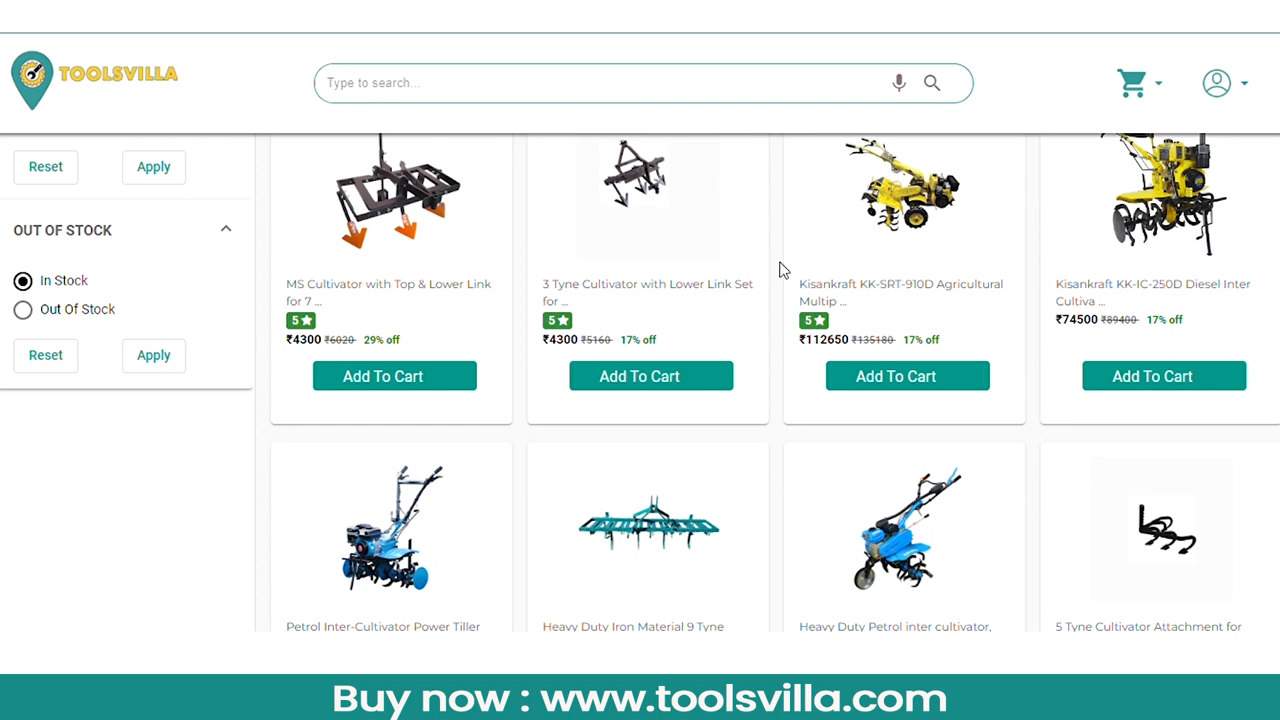 TOOLSVILLA
Type to search...
Reset
Apply
OUT OF STOCK
In Stock
Out Of Stock
Reset
Apply
MS Cultivator with Top & Lower Link
for 7 ...
5★
₹4300 ₹6020 29% off
Add To Cart
3 Tyne Cultivator with Lower Link Set
for ...
5★
₹4300 ₹5160 17% off
Add To Cart
Kisankraft KK-SRT-910D Agricultural
Multip ...
5★
₹112650 ₹135180 17% off
Add To Cart
Kisankraft KK-IC-250D Diesel Inter
Cultiva ...
₹74500 ₹89400 17% off
Add To Cart
Petrol Inter-Cultivator Power Tiller
Heavy Duty Iron Material 9 Tyne
Heavy Duty Petrol inter cultivator,
5 Tyne Cultivator Attachment for
Buy now : www.toolsvilla.com